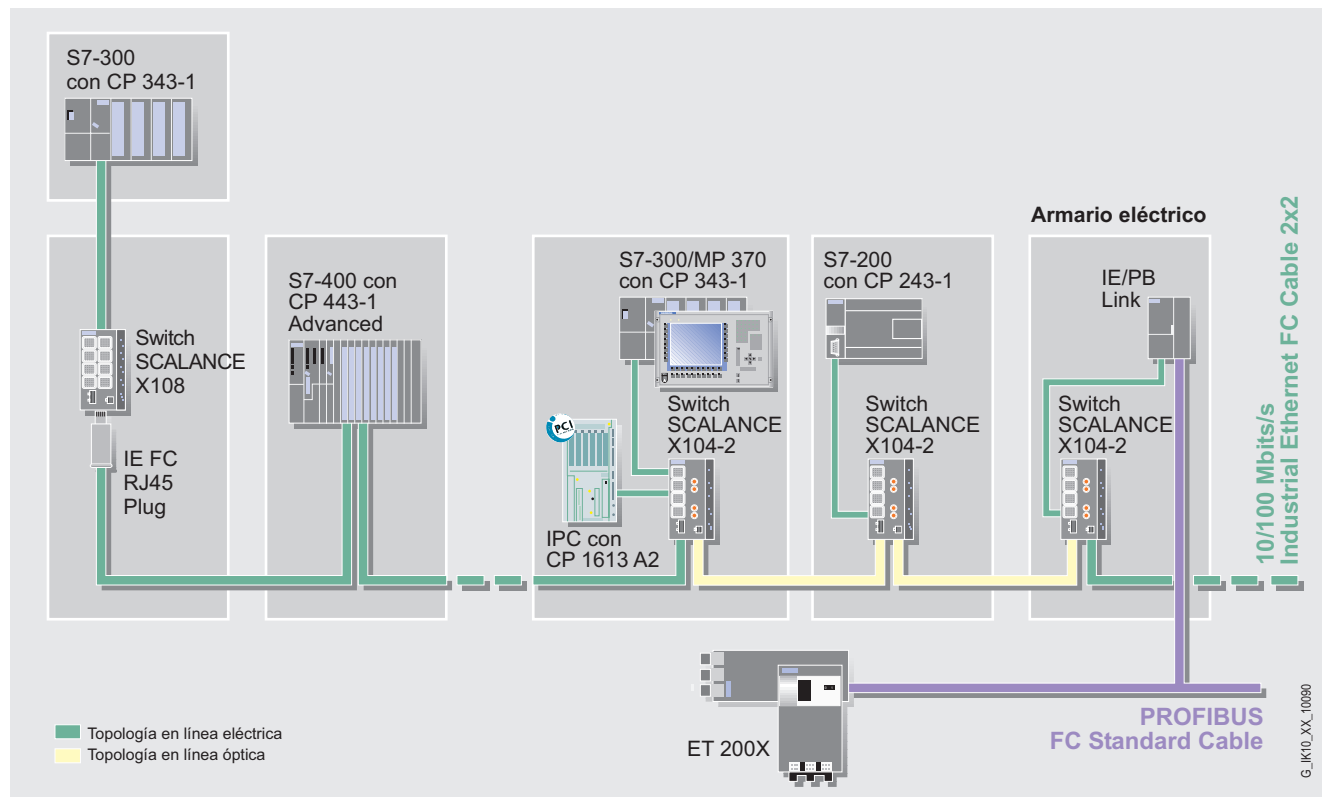 S7-300
con CP 343-1
Armario eléctrico
S7-400 con
CP 443-1
Advanced
S7-300/MP 370
con CP 343-1
S7-200
con CP 243-1
IE/PB
Link
Switch
SCALANCE
X108
Switch
SCALANCE
X104-2
Switch
SCALANCE
X104-2
Switch
SCALANCE
X104-2
PCI
IE FC
RJ45
Plug
IPC con
CP 1613 A2
10/100 Mbits/s
Industrial Ethernet FC Cable 2x2
ET 200X
PROFIBUS
FC Standard Cable
Topología en línea eléctrica
Topología en línea óptica
G_IK10_XX_10090